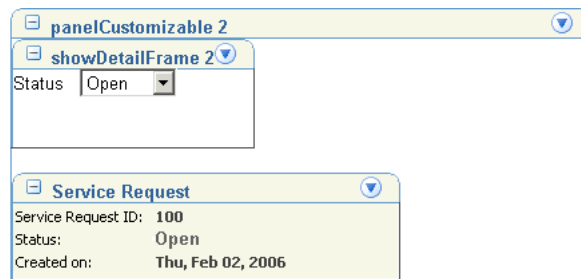 panelCustomizable 2
showDetailFrame 2
Status Open
Service Request
Service Request ID: 100
Status: Open
Created on: Thu, Feb 02, 2006